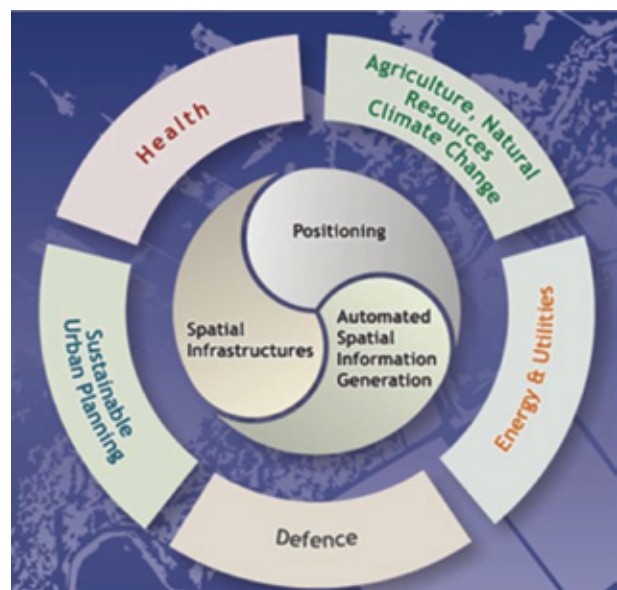 Health
Agriculture, Natural
Resources
Climate Change
Positioning
Spatial
Infrastructures
Automated
Spatial
Information
Generation
Sustainable
Urban Planning
Energy & Utilities
Defence